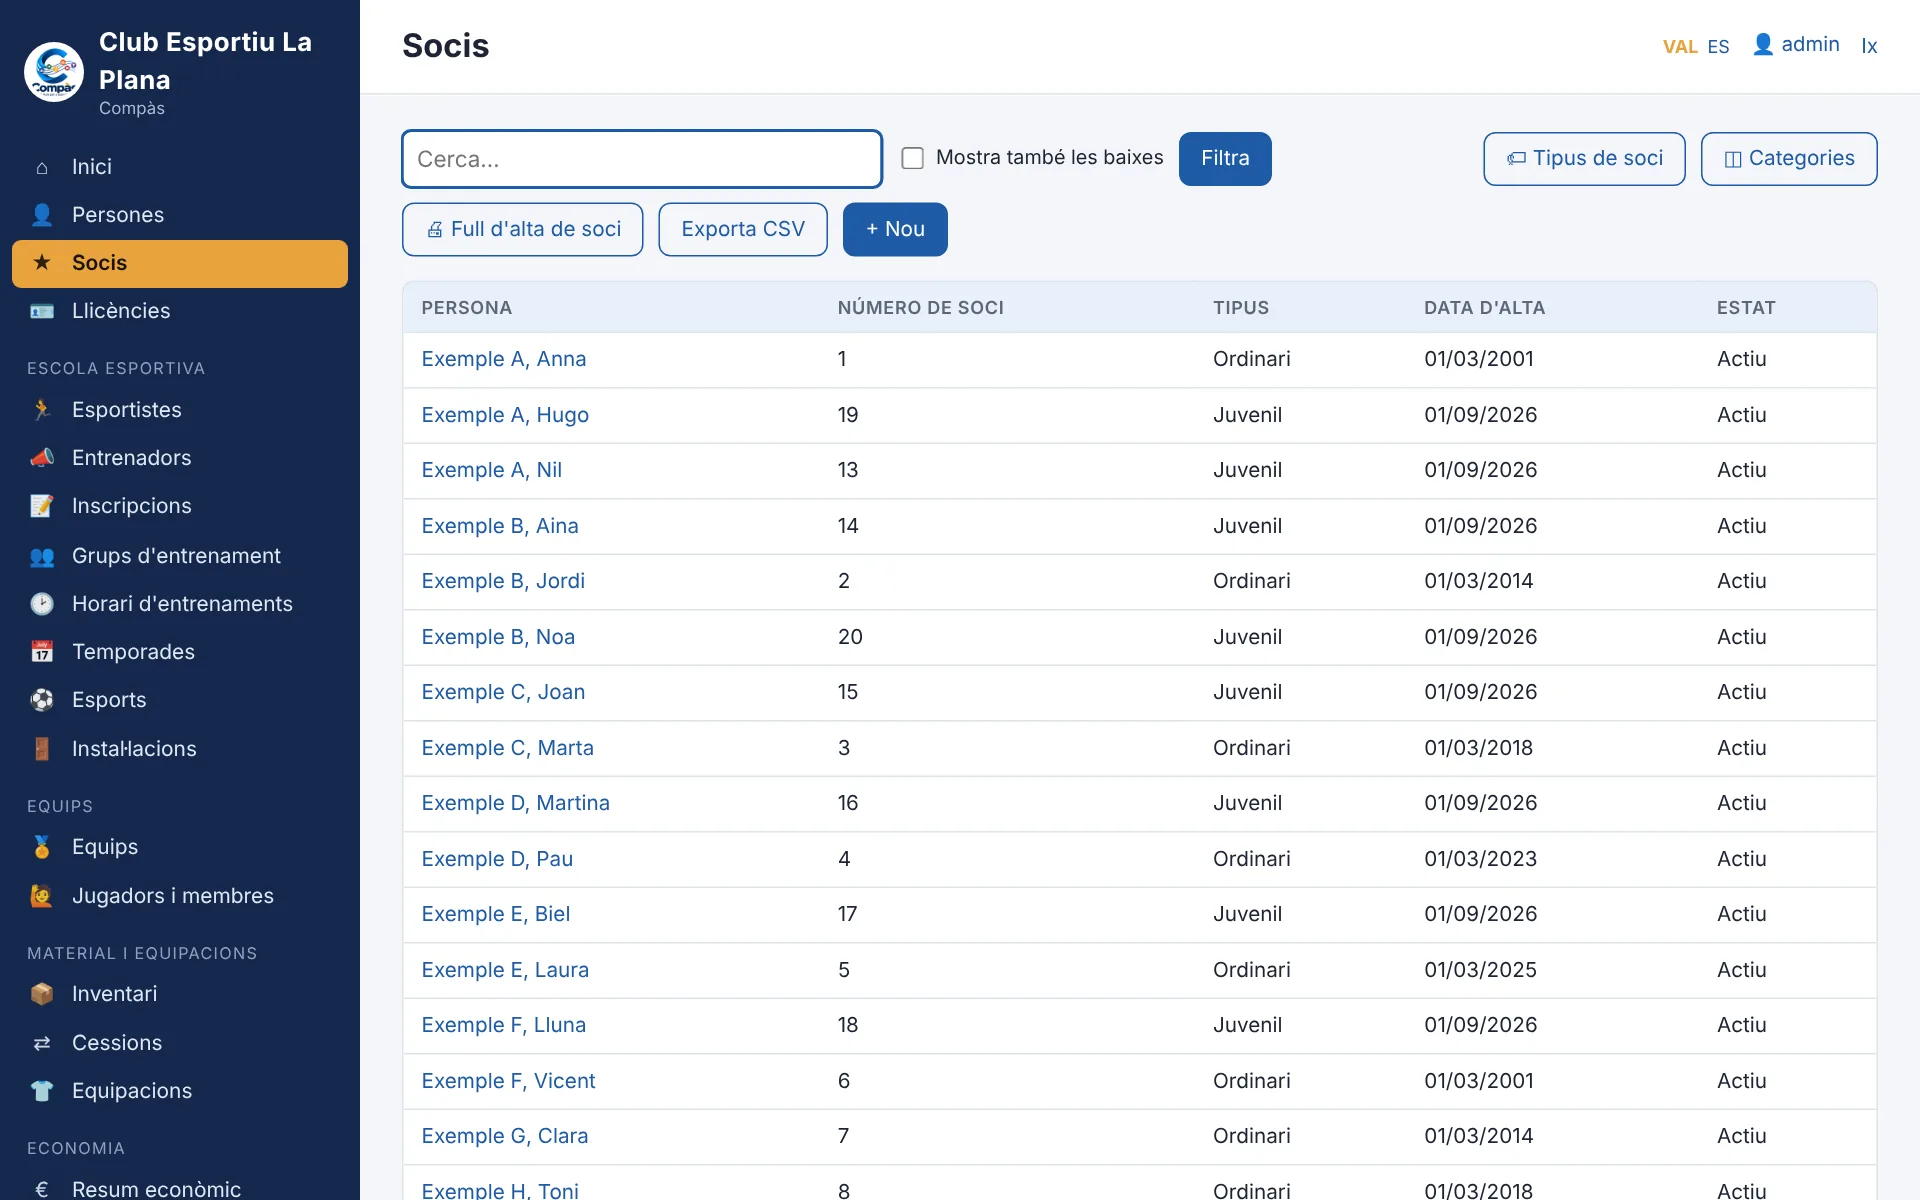 Club Esportiu La
Plana
Compàs
Compàs
Inici
Persones
Socis
Llicències
ESCOLA ESPORTIVA
Esportistes
Entrenadors
Inscripcions
Grups d'entrenament
Horari d'entrenaments
Temporades
Esports
Instal·lacions
EQUIPS
Equips
Jugadors i membres
MATERIAL I EQUIPACIONS
Inventari
Cessions
Equipacions
ECONOMIA
€ Resum econòmic
Socis
VAL ES admin Ix
Cerca... Mostra també les baixes Filtra Tipus de soci Categories
Full d'alta de soci Exporta CSV + Nou
PERSONA NÚMERO DE SOCI TIPUS DATA D'ALTA ESTAT
Exemple A, Anna 1 Ordinari 01/03/2001 Actiu
Exemple A, Hugo 19 Juvenil 01/09/2026 Actiu
Exemple A, Nil 13 Juvenil 01/09/2026 Actiu
Exemple B, Aina 14 Juvenil 01/09/2026 Actiu
Exemple B, Jordi 2 Ordinari 01/03/2014 Actiu
Exemple B, Noa 20 Juvenil 01/09/2026 Actiu
Exemple C, Joan 15 Juvenil 01/09/2026 Actiu
Exemple C, Marta 3 Ordinari 01/03/2018 Actiu
Exemple D, Martina 16 Juvenil 01/09/2026 Actiu
Exemple D, Pau 4 Ordinari 01/03/2023 Actiu
Exemple E, Biel 17 Juvenil 01/09/2026 Actiu
Exemple E, Laura 5 Ordinari 01/03/2025 Actiu
Exemple F, Lluna 18 Juvenil 01/09/2026 Actiu
Exemple F, Vicent 6 Ordinari 01/03/2001 Actiu
Exemple G, Clara 7 Ordinari 01/03/2014 Actiu
Exemple H, Toni 8 Ordinari 01/03/2018 Actiu